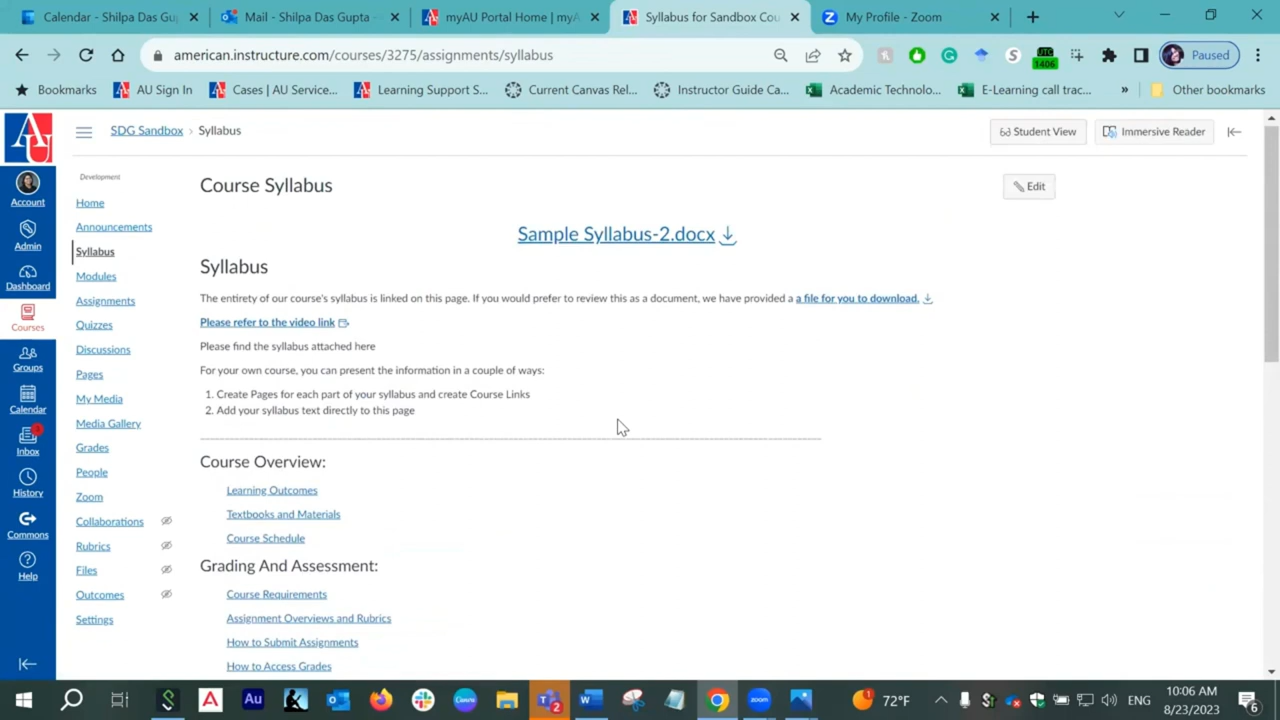 Calendar - Shilpa Das Gup
Mail - Shilpa Das Gupta -
myAU Portal Home | myA
Syllabus for Sandbox Cou
My Profile - Zoom
american.instructure.com/courses/3275/assignments/syllabus
Paused
Bookmarks
AU Sign In
Cases | AU Service...
Learning Support S...
Current Canvas Rel...
Instructor Guide Ca...
Academic Technolo...
E-Learning call trac...
»
Other bookmarks
SDG Sandbox › Syllabus
Student View
Immersive Reader
Account
Admin
Dashboard
Courses
Groups
Calendar
Inbox
History
Commons
Help
Development
Home
Announcements
Syllabus
Modules
Assignments
Quizzes
Discussions
Pages
My Media
Media Gallery
Grades
People
Zoom
Collaborations
Rubrics
Files
Outcomes
Settings
Course Syllabus
Edit
Sample Syllabus-2.docx
Syllabus
The entirety of our course's syllabus is linked on this page. If you would prefer to review this as a document, we have provided a a file for you to download.
Please refer to the video link
Please find the syllabus attached here
For your own course, you can present the information in a couple of ways:
1. Create Pages for each part of your syllabus and create Course Links
2. Add your syllabus text directly to this page
Course Overview:
Learning Outcomes
Textbooks and Materials
Course Schedule
Grading And Assessment:
Course Requirements
Assignment Overviews and Rubrics
How to Submit Assignments
How to Access Grades
72°F
ENG
10:06 AM
8/23/2023